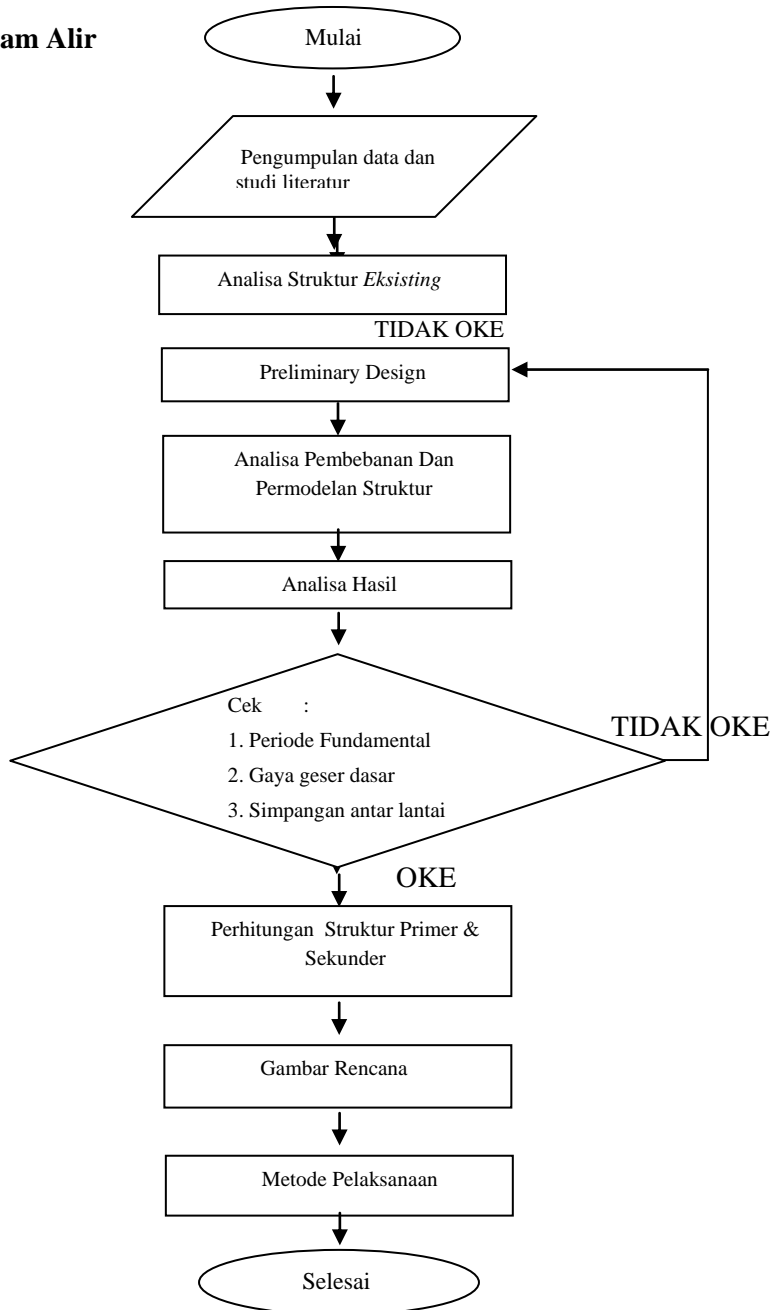 am Alir
Mulai
Pengumpulan data dan
studi literatur
Analisa Struktur Eksisting
TIDAK OKE
Preliminary Design
Analisa Pembebanan Dan
Permodelan Struktur
Analisa Hasil
Cek :
1. Periode Fundamental
2. Gaya geser dasar
3. Simpangan antar lantai
TIDAK OKE
OKE
Perhitungan Struktur Primer &
Sekunder
Gambar Rencana
Metode Pelaksanaan
Selesai